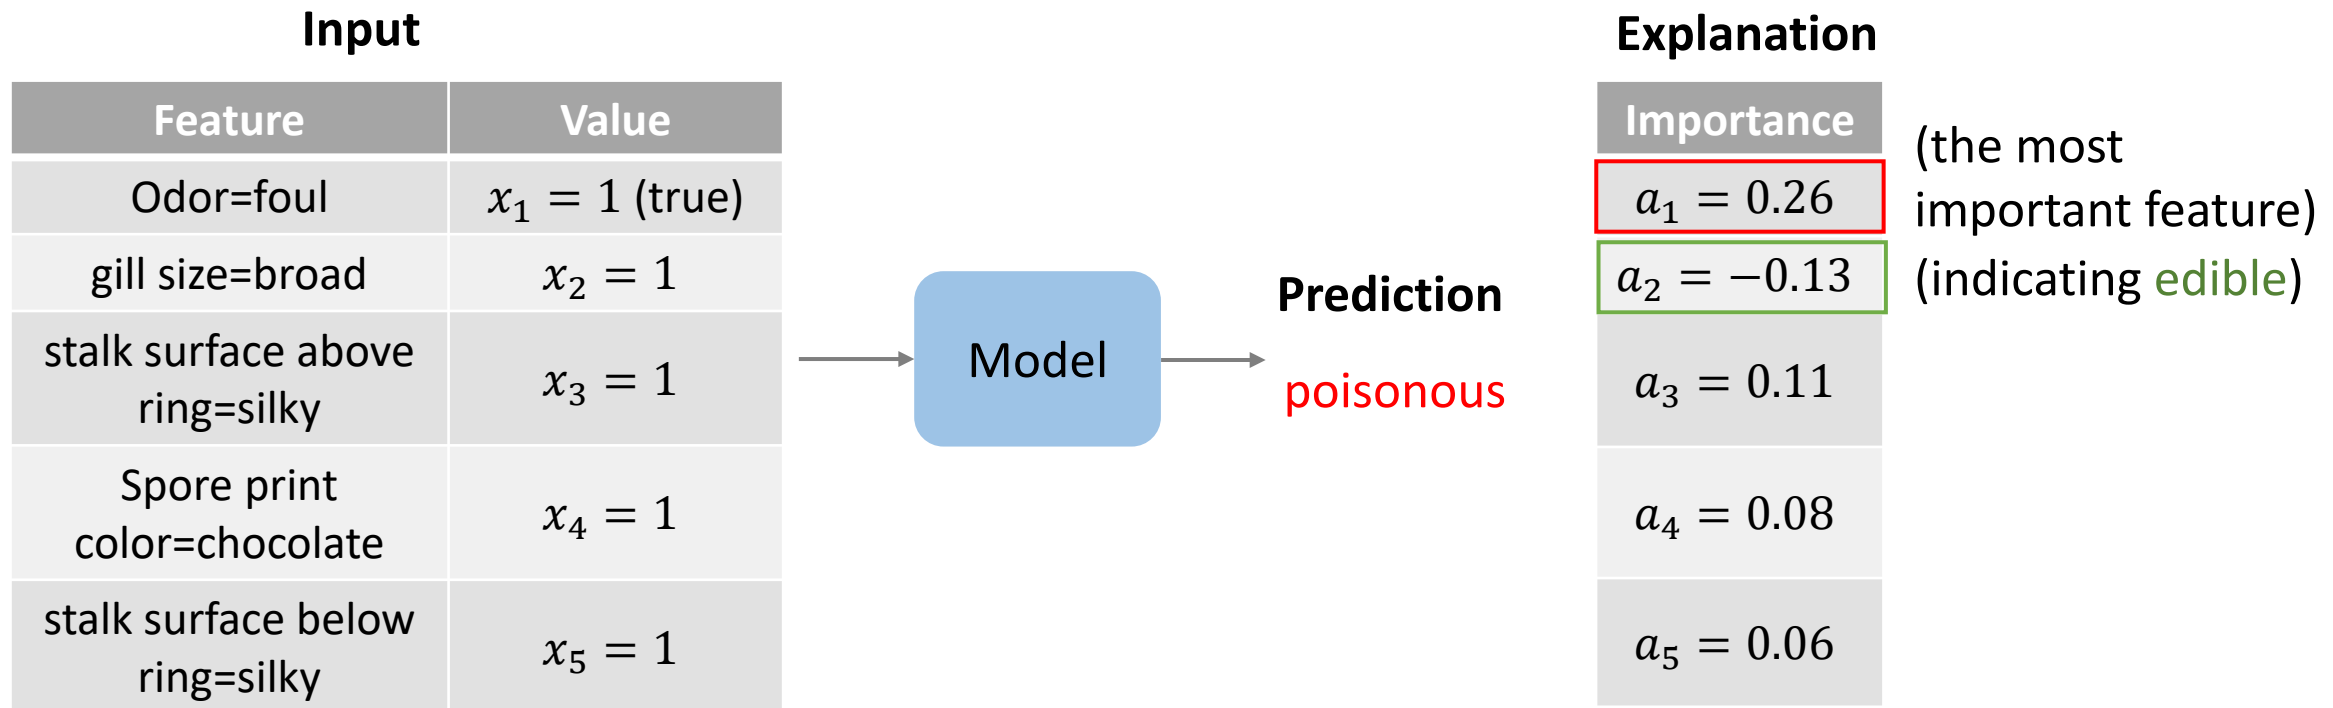 Input
Feature Value
Odor=foul x₁ = 1 (true)
gill size=broad x₂ = 1
stalk surface above
ring=silky
x₃ = 1
Spore print
color=chocolate
x₄ = 1
stalk surface below
ring=silky
x₅ = 1
Model
Prediction
poisonous
Explanation
Importance
a₁ = 0.26
(the most
important feature)
a₂ = −0.13
(indicating edible)
a₃ = 0.11
a₄ = 0.08
a₅ = 0.06